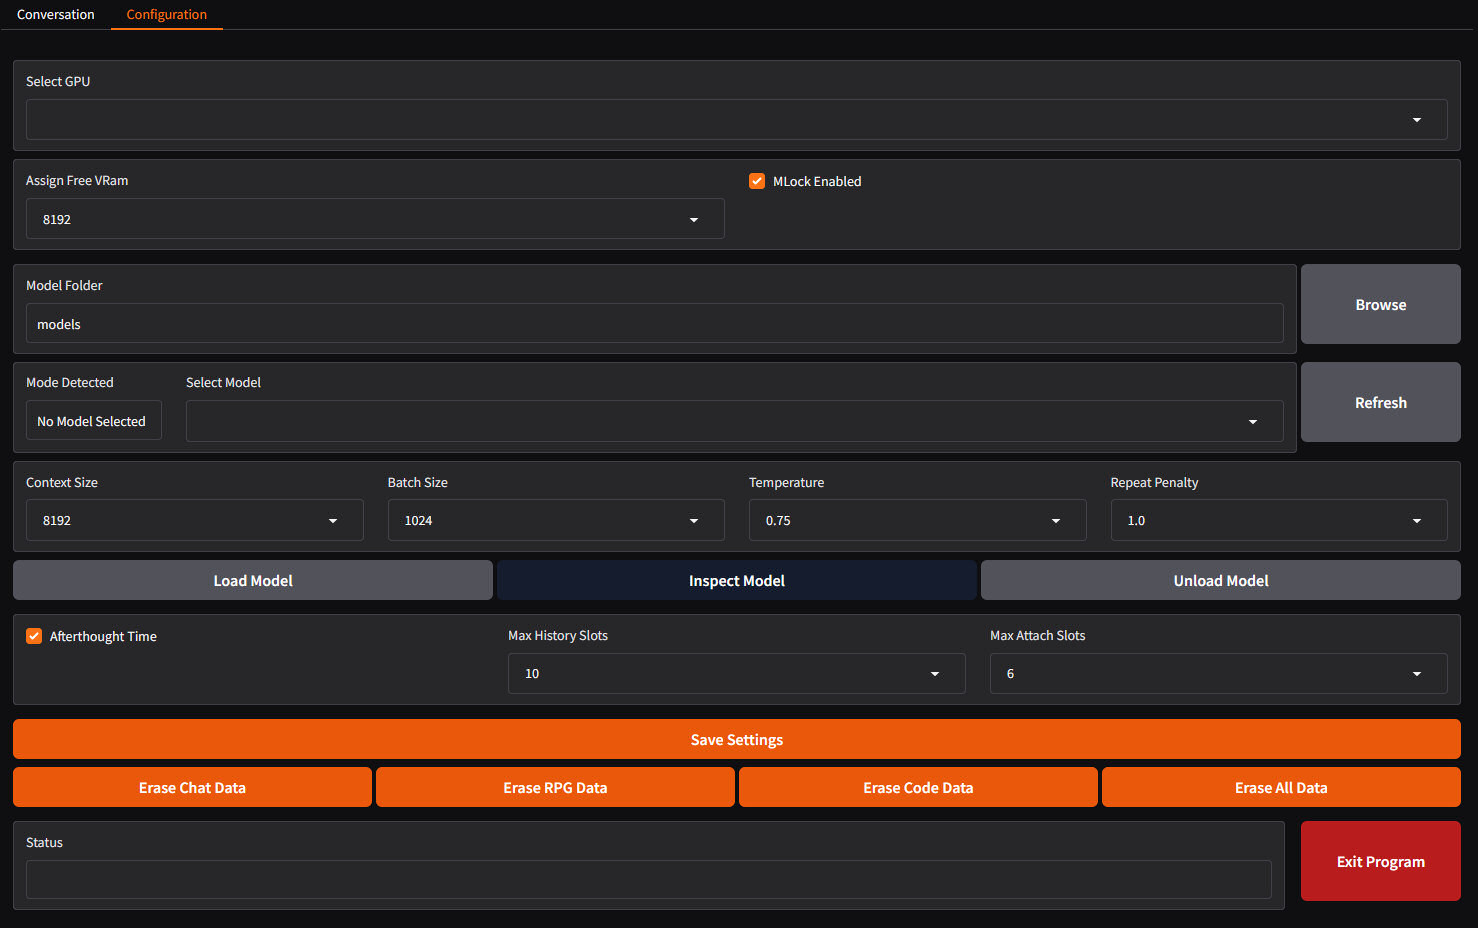 Conversation Configuration
Select GPU
Assign Free VRam
MLock Enabled
8192
Model Folder
models
Browse
Mode Detected Select Model
No Model Selected
Refresh
Context Size Batch Size Temperature Repeat Penalty
8192 1024 0.75 1.0
Load Model Inspect Model Unload Model
Afterthought Time Max History Slots Max Attach Slots
10 6
Save Settings
Erase Chat Data Erase RPG Data Erase Code Data Erase All Data
Status
Exit Program